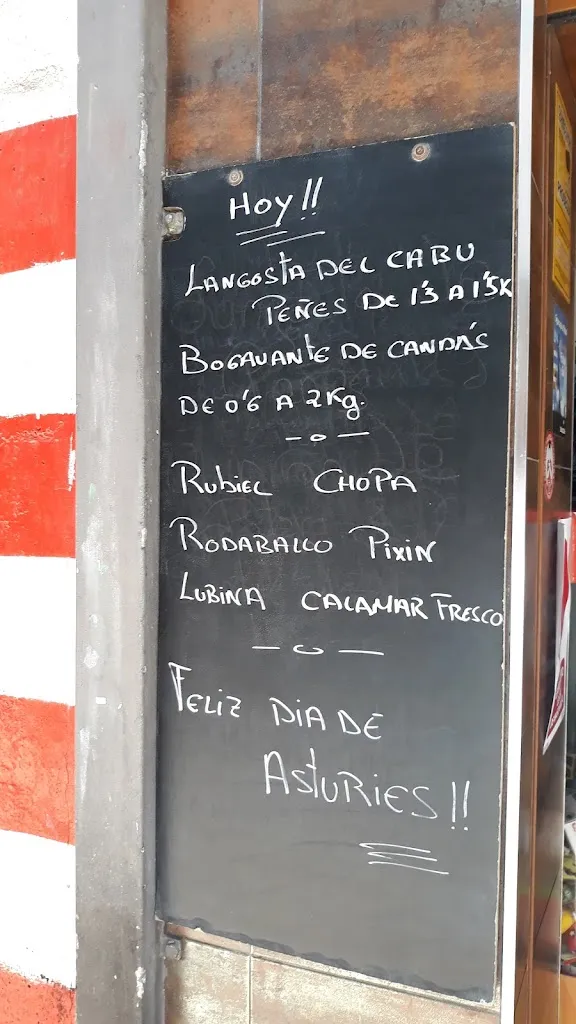 HOY!!
LANGOSTA DEL CABU
PEÑES DE 1'3 A 1'5K
BOGAVANTE DE CANDÁS
DE 0'6 A 2Kg.
RUBIEL CHOPA
RODABALLO PIXIN
LUBINA CALAMAR FRESCO
FELIZ DIA DE
ASTURIES!!